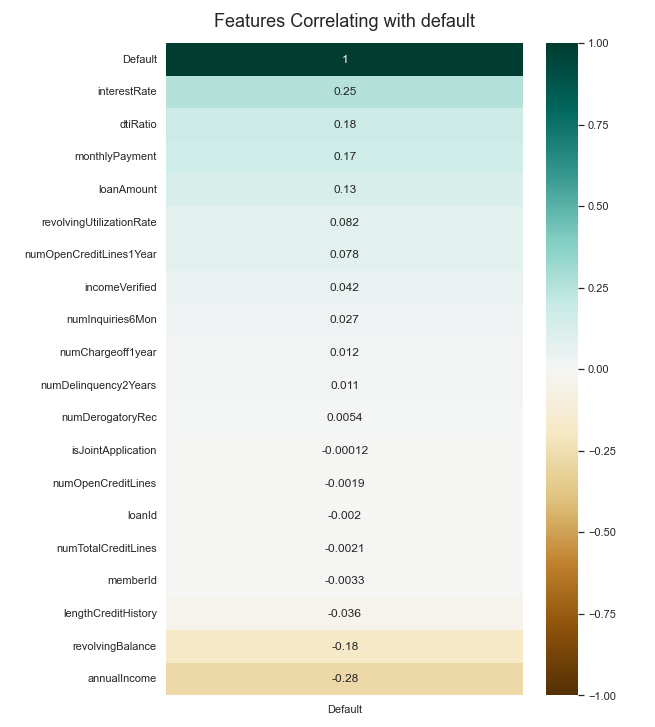 Features Correlating with default
Default 1
interestRate 0.25
dtiRatio 0.18
monthlyPayment 0.17
loanAmount 0.13
revolvingUtilizationRate 0.082
numOpenCreditLines1Year 0.078
incomeVerified 0.042
numInquiries6Mon 0.027
numChargeoff1year 0.012
numDelinquency2Years 0.011
numDerogatoryRec 0.0054
isJointApplication -0.00012
numOpenCreditLines -0.0019
loanId -0.002
numTotalCreditLines -0.0021
memberId -0.0033
lengthCreditHistory -0.036
revolvingBalance -0.18
annualIncome -0.28
Default
1.00
0.75
0.50
0.25
0.00
−0.25
−0.50
−0.75
−1.00